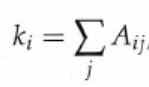 k_i = \sum_j A_{ij},